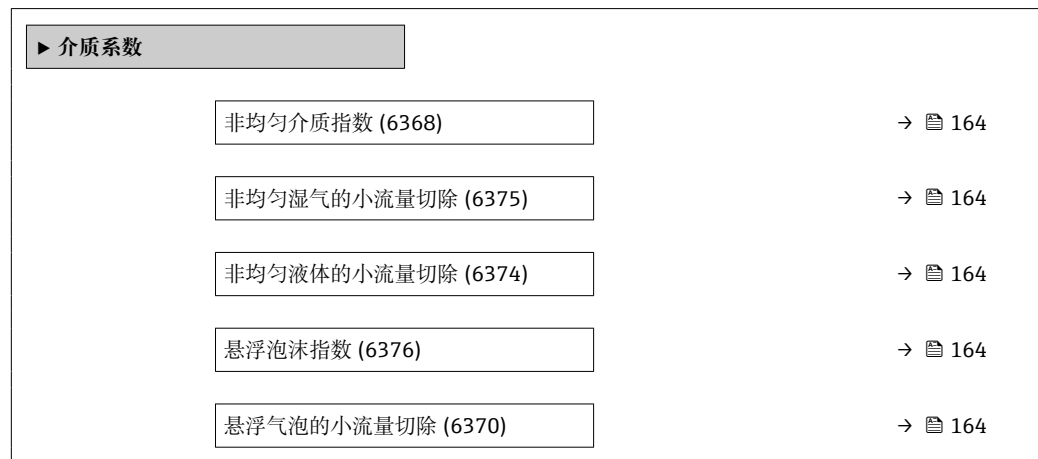 ▶ 介质系数
非均匀介质指数 (6368) → 164
非均匀湿气的小流量切除 (6375) → 164
非均匀液体的小流量切除 (6374) → 164
悬浮泡沫指数 (6376) → 164
悬浮气泡的小流量切除 (6370) → 164